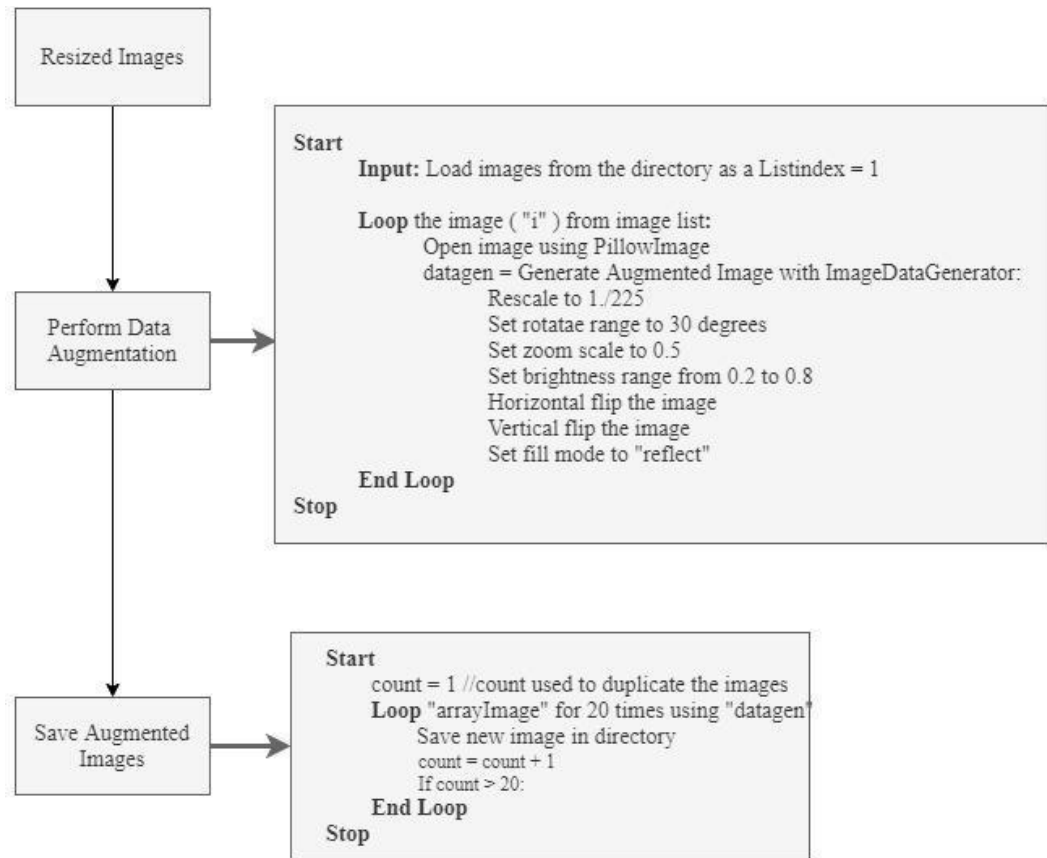 Resized Images
Start
Input: Load images from the directory as a Listindex = 1
Loop the image ( "i" ) from image list:
Open image using PillowImage
datagen = Generate Augmented Image with ImageDataGenerator:
Rescale to 1./225
Set rotatae range to 30 degrees
Set zoom scale to 0.5
Set brightness range from 0.2 to 0.8
Horizontal flip the image
Vertical flip the image
Set fill mode to "reflect"
End Loop
Stop
Perform Data
Augmentation
Start
count = 1 //count used to duplicate the images
Loop "arrayImage" for 20 times using "datagen"
Save new image in directory
count = count + 1
If count > 20:
End Loop
Stop
Save Augmented
Images